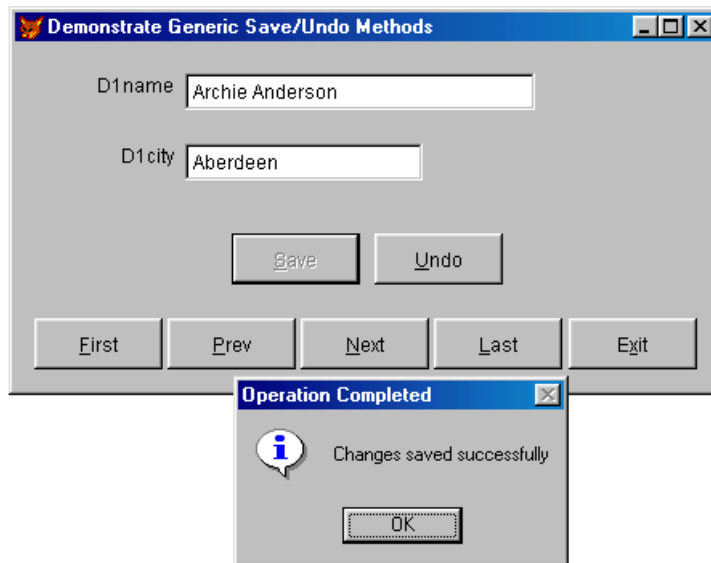 Demonstrate Generic Save/Undo Methods
D1name Archie Anderson
D1city Aberdeen
Save Undo
First Prev Next Last Exit
Operation Completed
Changes saved successfully
OK